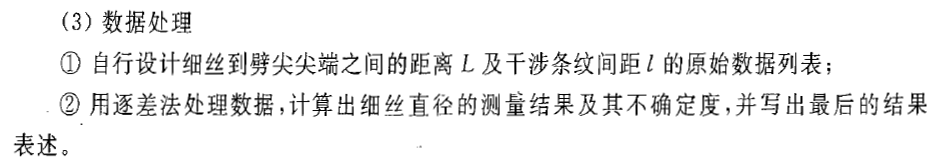 (3) 数据处理
① 自行设计细丝到劈尖尖端之间的距离 L 及干涉条纹间距 l 的原始数据列表；
② 用逐差法处理数据,计算出细丝直径的测量结果及其不确定度,并写出最后的结果
表述。